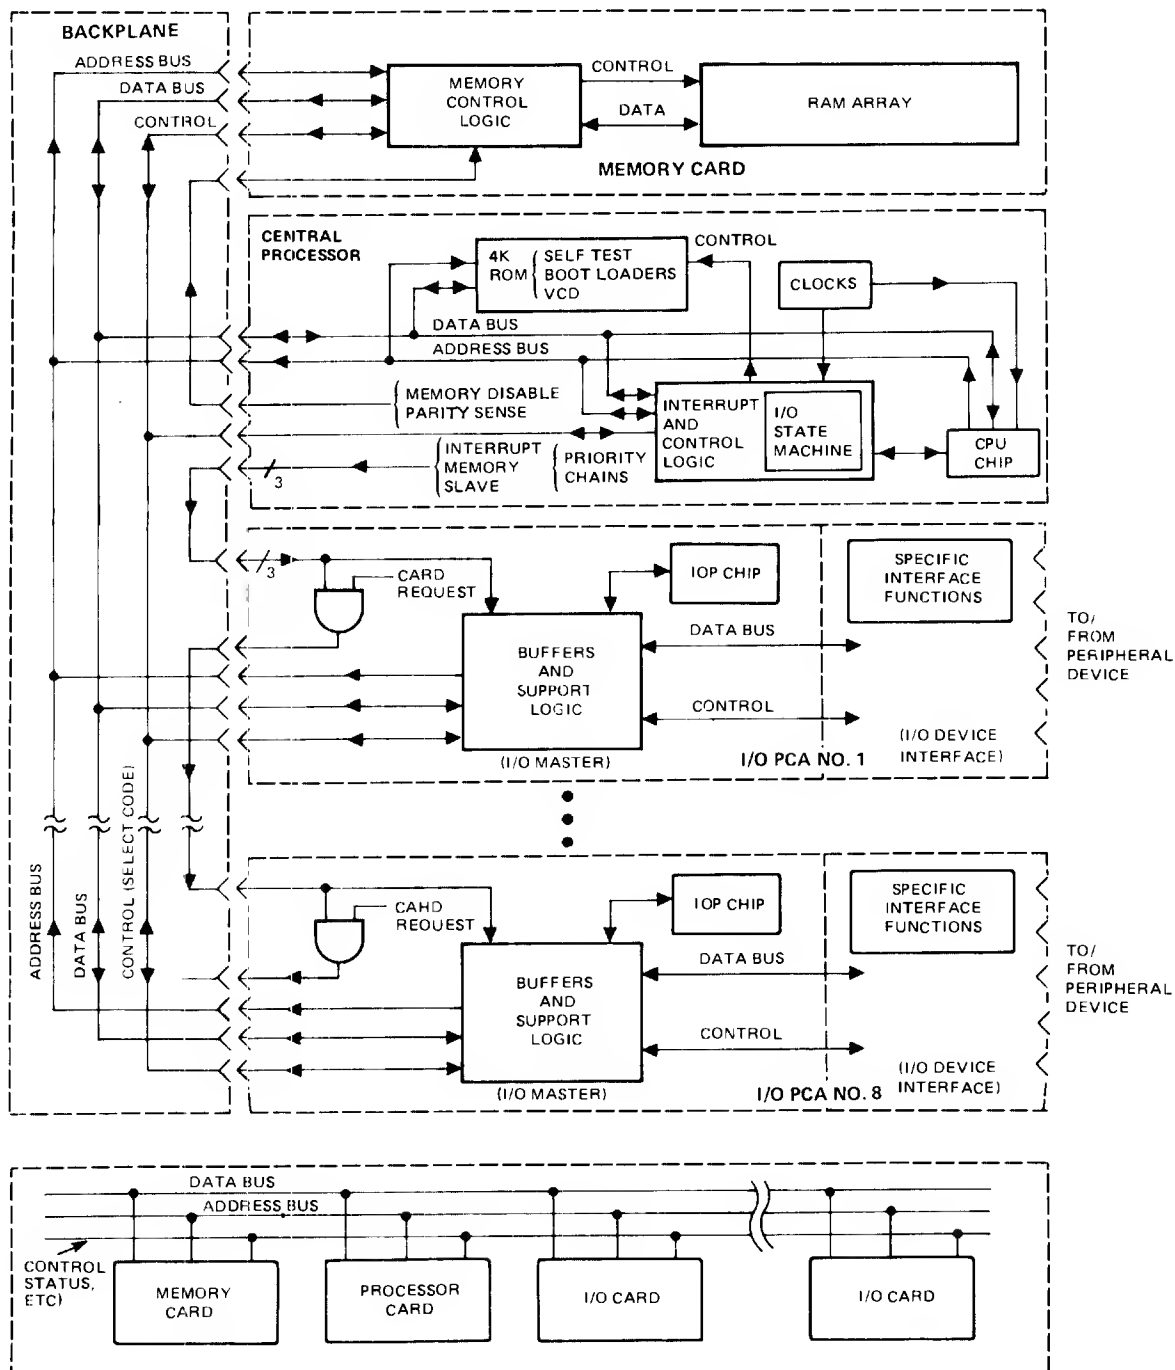 BACKPLANE
ADDRESS BUS
DATA BUS
CONTROL
MEMORY
CONTROL
LOGIC
CONTROL
DATA
RAM ARRAY
MEMORY CARD
CENTRAL
PROCESSOR
4K
ROM
SELF TEST
BOOT LOADERS
VCD
CONTROL
CLOCKS
DATA BUS
ADDRESS BUS
MEMORY DISABLE
PARITY SENSE
INTERRUPT
AND
CONTROL
LOGIC
I/O
STATE
MACHINE
CPU
CHIP
3
INTERRUPT
MEMORY
SLAVE
PRIORITY
CHAINS
3
CARD
REQUEST
IOP CHIP
SPECIFIC
INTERFACE
FUNCTIONS
BUFFERS
AND
SUPPORT
LOGIC
DATA BUS
CONTROL
(I/O MASTER)
I/O PCA NO. 1
(I/O DEVICE
INTERFACE)
TO/
FROM
PERIPHERAL
DEVICE
ADDRESS BUS
DATA BUS
CONTROL (SELECT CODE)
CAHD
REQUEST
IOP CHIP
SPECIFIC
INTERFACE
FUNCTIONS
BUFFERS
AND
SUPPORT
LOGIC
DATA BUS
CONTROL
(I/O MASTER)
I/O PCA NO. 8
(I/O DEVICE
INTERFACE)
TO/
FROM
PERIPHERAL
DEVICE
DATA BUS
ADDRESS BUS
CONTROL
STATUS,
ETC)
MEMORY
CARD
PROCESSOR
CARD
I/O CARD
I/O CARD